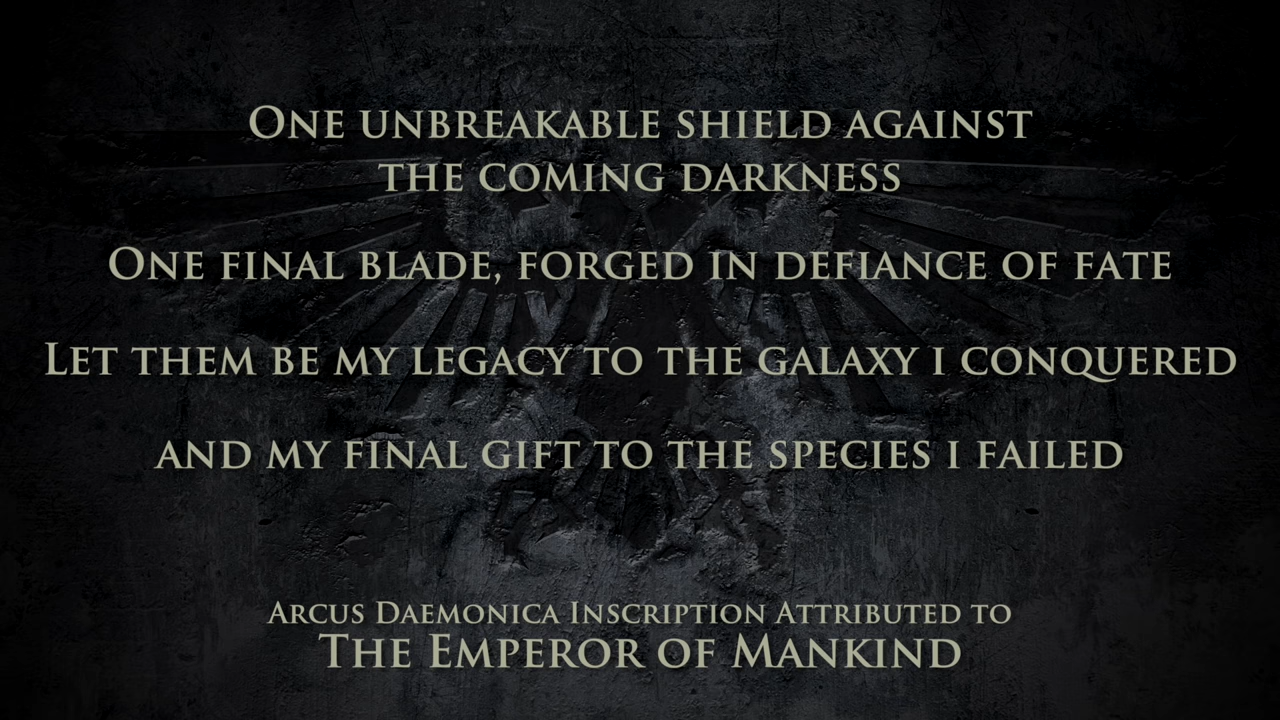 One unbreakable shield against
the coming darkness
One final blade, forged in defiance of fate
Let them be my legacy to the galaxy I conquered
and my final gift to the species I failed
Arcus Daemonica Inscription Attributed to
The Emperor of Mankind